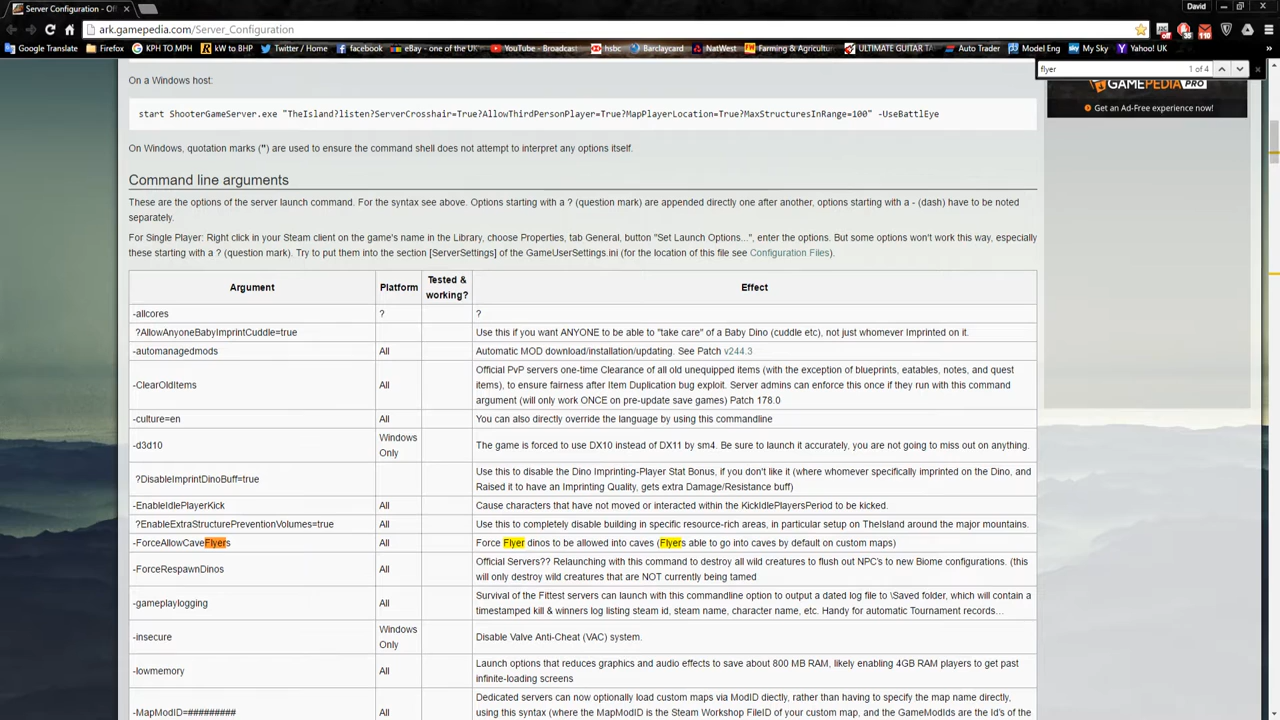 Server Configuration - Of
David
ark.gamepedia.com/Server_Configuration
Google Translate Firefox KPH TO MPH kW to BHP Twitter / Home facebook eBay - one of the UK YouTube - Broadcast hsbc Barclaycard NatWest Farming & Agricultu ULTIMATE GUITAR TA Auto Trader Model Eng My Sky Yahoo! UK
flyer 1 of 4
GAMEPEDIA PRO
Get an Ad-Free experience now!
On a Windows host:
start ShooterGameServer.exe "TheIsland?listen?ServerCrosshair=True?AllowThirdPersonPlayer=True?MapPlayerLocation=True?MaxStructuresInRange=100" -UseBattlEye
On Windows, quotation marks (") are used to ensure the command shell does not attempt to interpret any options itself.
Command line arguments
These are the options of the server launch command. For the syntax see above. Options starting with a ? (question mark) are appended directly one after another, options starting with a - (dash) have to be noted
separately.
For Single Player: Right click in your Steam client on the game's name in the Library, choose Properties, tab General, button "Set Launch Options...", enter the options. But some options won't work this way, especially
these starting with a ? (question mark). Try to put them into the section [ServerSettings] of the GameUserSettings.ini (for the location of this file see Configuration Files).
Argument Platform Tested & working? Effect
-allcores ? ?
?AllowAnyoneBabyImprintCuddle=true Use this if you want ANYONE to be able to "take care" of a Baby Dino (cuddle etc), not just whomever Imprinted on it.
-automanagedmods All Automatic MOD download/installation/updating. See Patch v244.3
-ClearOldItems All Official PvP servers one-time Clearance of all old unequipped items (with the exception of blueprints, eatables, notes, and quest
items), to ensure fairness after Item Duplication bug exploit. Server admins can enforce this once if they run with this command
argument (will only work ONCE on pre-update save games) Patch 178.0
-culture=en All You can also directly override the language by using this commandline
-d3d10 Windows Only The game is forced to use DX10 instead of DX11 by sm4. Be sure to launch it accurately, you are not going to miss out on anything.
?DisableImprintDinoBuff=true Use this to disable the Dino Imprinting-Player Stat Bonus, if you don't like it (where whomever specifically imprinted on the Dino, and
Raised it to have an Imprinting Quality, gets extra Damage/Resistance buff)
-EnableIdlePlayerKick All Cause characters that have not moved or interacted within the KickIdlePlayersPeriod to be kicked.
?EnableExtraStructurePreventionVolumes=true All Use this to completely disable building in specific resource-rich areas, in particular setup on TheIsland around the major mountains.
-ForceAllowCaveFlyers All Force Flyer dinos to be allowed into caves (Flyers able to go into caves by default on custom maps)
-ForceRespawnDinos All Official Servers?? Relaunching with this command to destroy all wild creatures to flush out NPC's to new Biome configurations. (this
will only destroy wild creatures that are NOT currently being tamed
-gameplaylogging All Survival of the Fittest servers can launch with this commandline option to output a dated log file to \Saved folder, which will contain a
timestamped kill & winners log listing steam id, steam name, character name, etc. Handy for automatic Tournament records...
-insecure Windows Only Disable Valve Anti-Cheat (VAC) system.
-lowmemory All Launch options that reduces graphics and audio effects to save about 800 MB RAM, likely enabling 4GB RAM players to get past
infinite-loading screens
-MapModID=######### All Dedicated servers can now optionally load custom maps via ModID diectly, rather than having to specify the map name directly,
using this syntax (where the MapModID is the Steam Workshop FileID of your custom map, and the GameModIds are the Id's of the